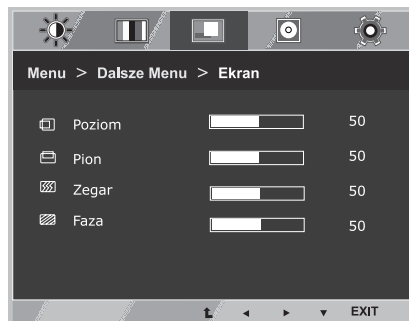 Menu > Dalsze Menu > Ekran
Poziom 50
Pion 50
Zegar 50
Faza 50
EXIT